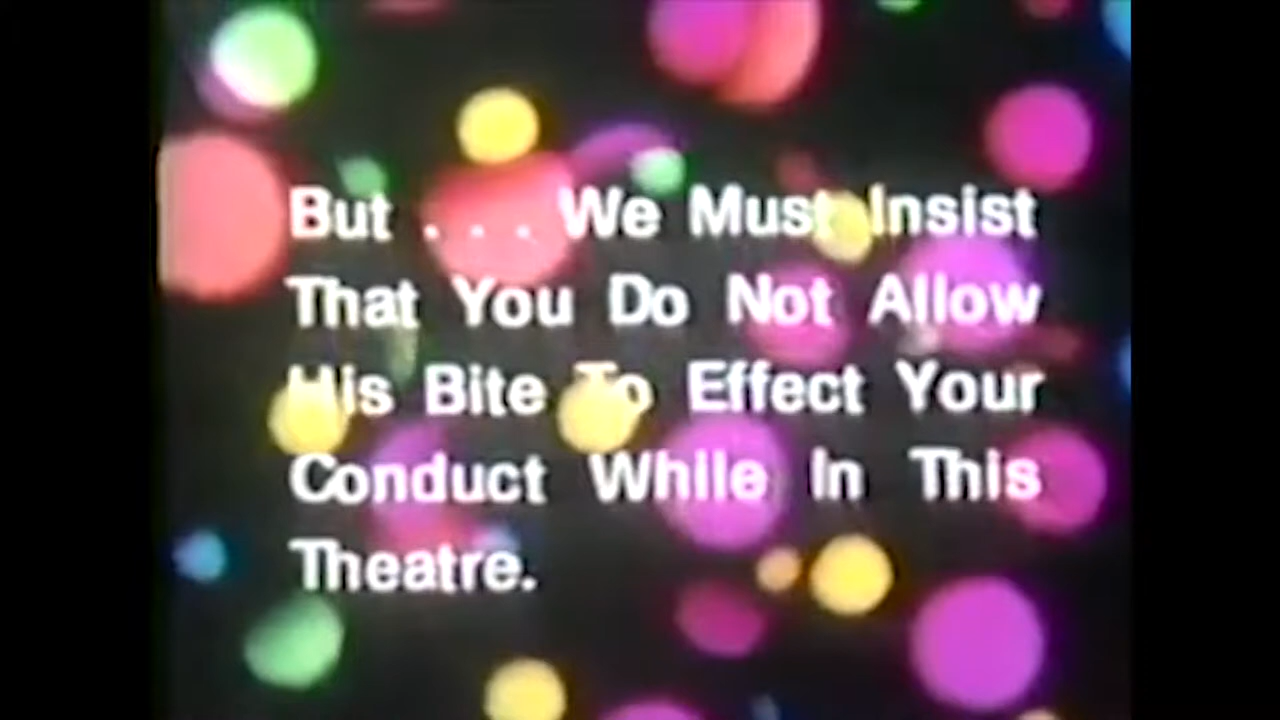 But . . . We Must Insist
That You Do Not Allow
His Bite To Effect Your
Conduct While In This
Theatre.